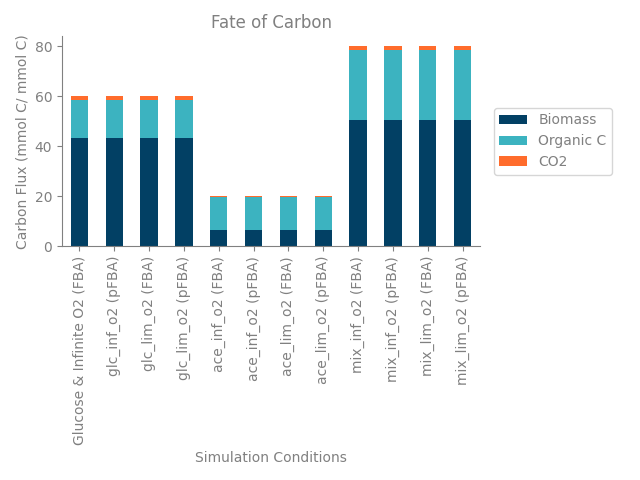 Fate of Carbon
Carbon Flux (mmol C/ mmol C)
80
60
40
20
0
Biomass
Organic C
CO2
Glucose & Infinite O2 (FBA)
glc_inf_o2 (pFBA)
glc_lim_o2 (FBA)
glc_lim_o2 (pFBA)
ace_inf_o2 (FBA)
ace_inf_o2 (pFBA)
ace_lim_o2 (FBA)
ace_lim_o2 (pFBA)
mix_inf_o2 (FBA)
mix_inf_o2 (pFBA)
mix_lim_o2 (FBA)
mix_lim_o2 (pFBA)
Simulation Conditions